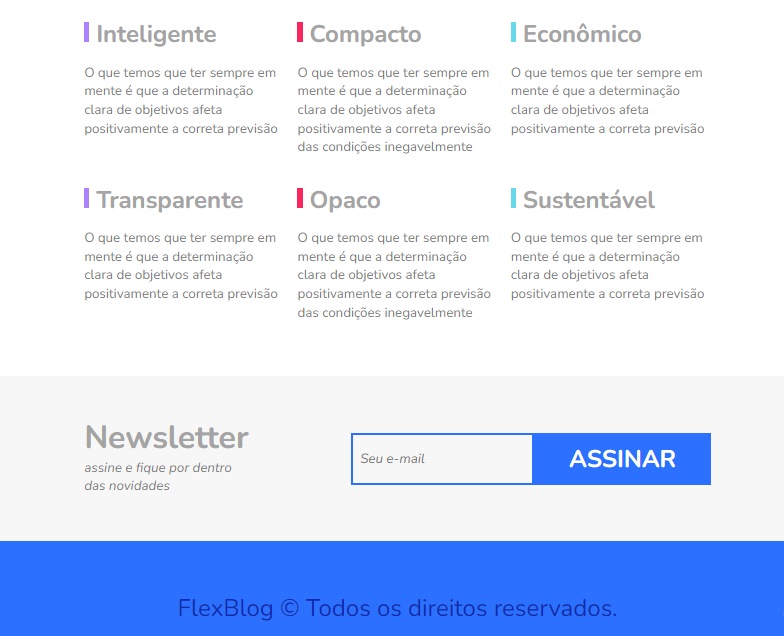 Inteligente
O que temos que ter sempre em
mente é que a determinação
clara de objetivos afeta
positivamente a correta previsão
Compacto
O que temos que ter sempre em
mente é que a determinação
clara de objetivos afeta
positivamente a correta previsão
das condições inegavelmente
Econômico
O que temos que ter sempre em
mente é que a determinação
clara de objetivos afeta
positivamente a correta previsão
Transparente
O que temos que ter sempre em
mente é que a determinação
clara de objetivos afeta
positivamente a correta previsão
Opaco
O que temos que ter sempre em
mente é que a determinação
clara de objetivos afeta
positivamente a correta previsão
das condições inegavelmente
Sustentável
O que temos que ter sempre em
mente é que a determinação
clara de objetivos afeta
positivamente a correta previsão
Newsletter
assine e fique por dentro
das novidades
Seu e-mail
ASSINAR
FlexBlog © Todos os direitos reservados.